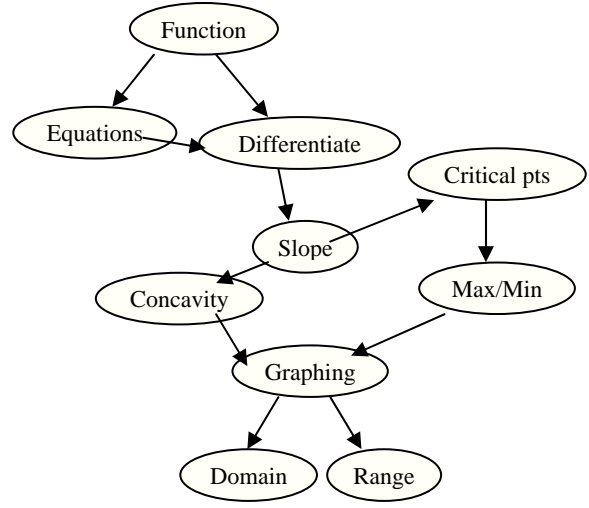 Function
Equations
Differentiate
Critical pts
Slope
Concavity
Max/Min
Graphing
Domain
Range